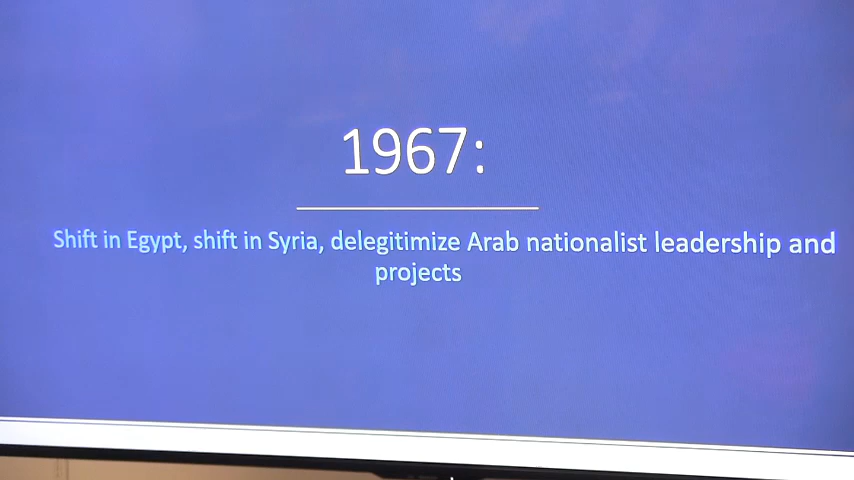 1967:
Shift in Egypt, shift in Syria, delegitimize Arab nationalist leadership and
projects